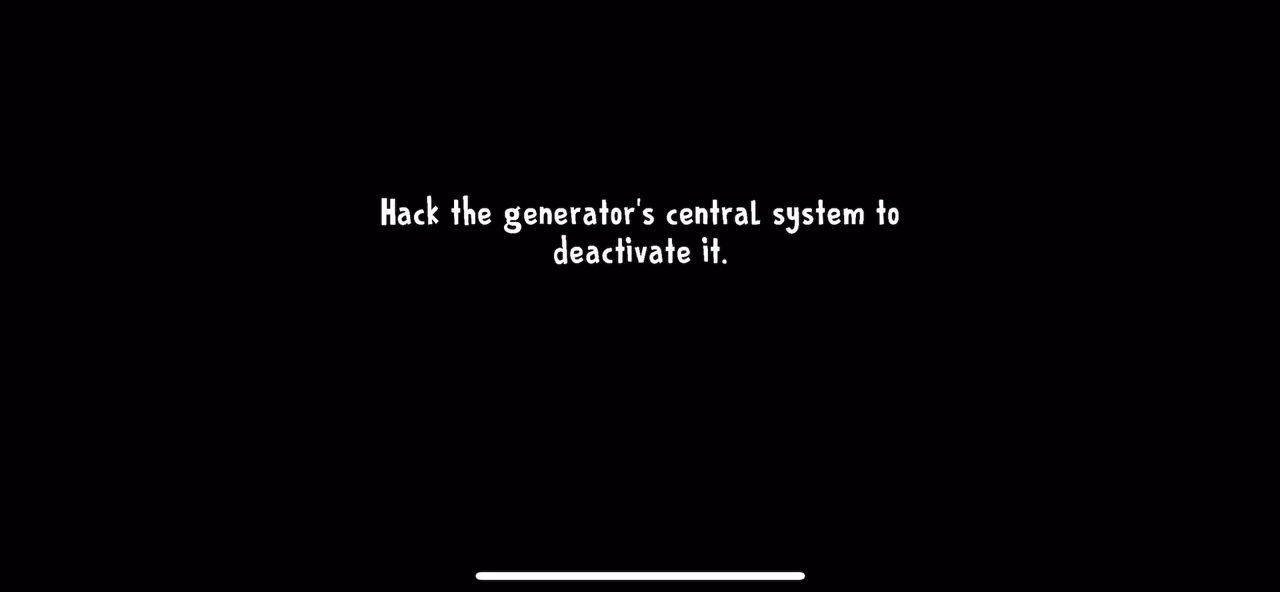 Hack the generator's central system to
deactivate it.